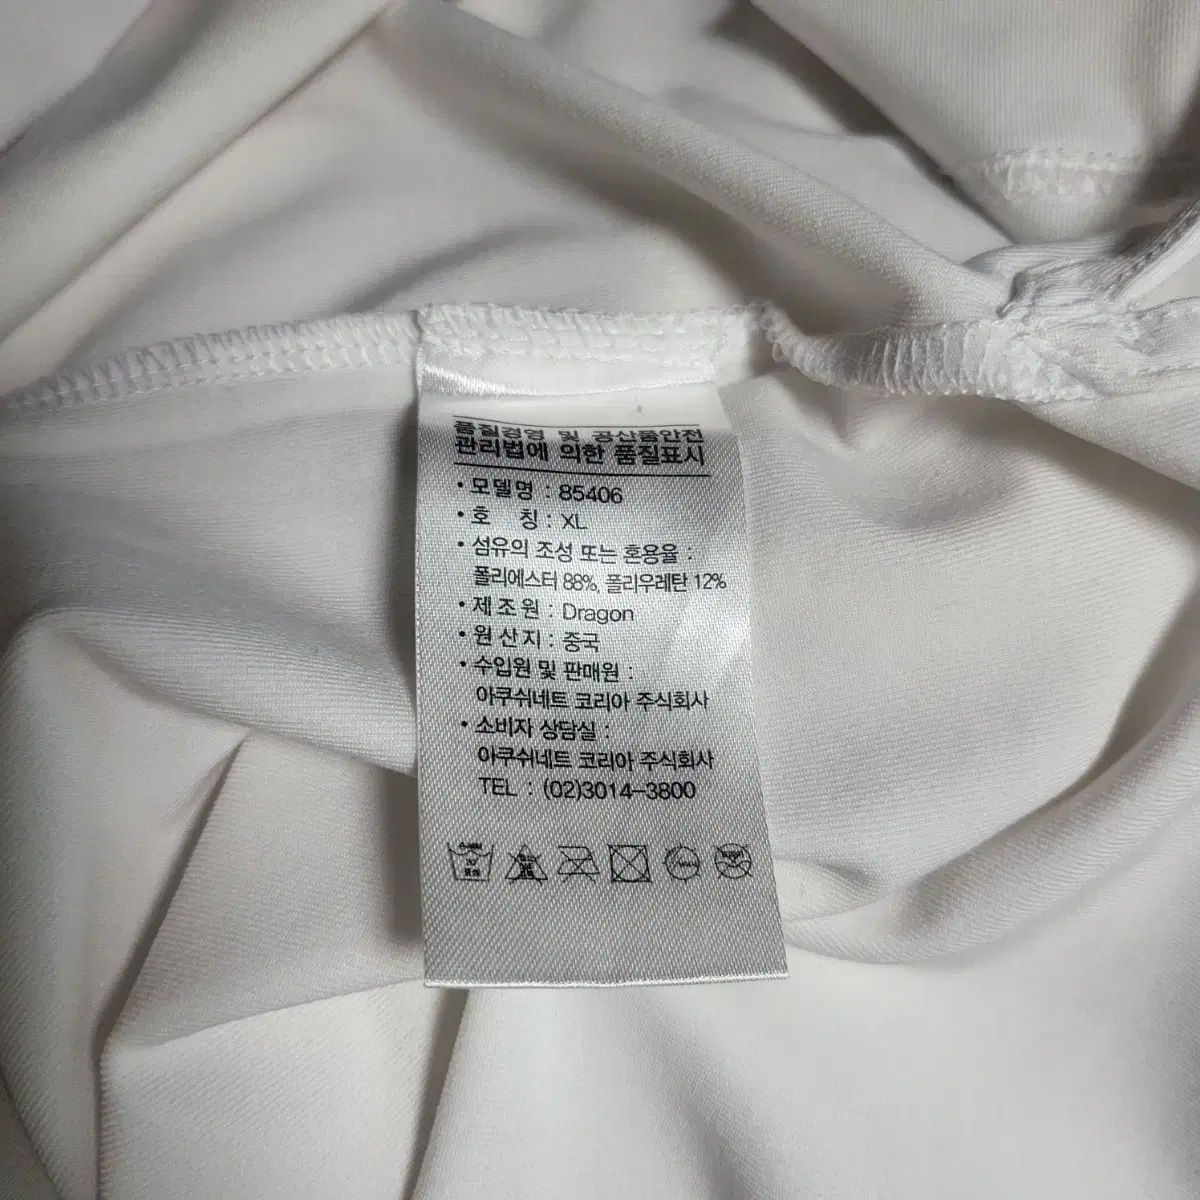 품질경영 및 공산품안전
관리법에 의한 품질표시
• 모델명 : 85406
• 호 칭 : XL
• 섬유의 조성 또는 혼용율 :
폴리에스터 88%, 폴리우레탄 12%
• 제조원 : Dragon
• 원산지 : 중국
• 수입원 및 판매원 :
아쿠쉬네트 코리아 주식회사
• 소비자 상담실 :
아쿠쉬네트 코리아 주식회사
TEL : (02)3014-3800